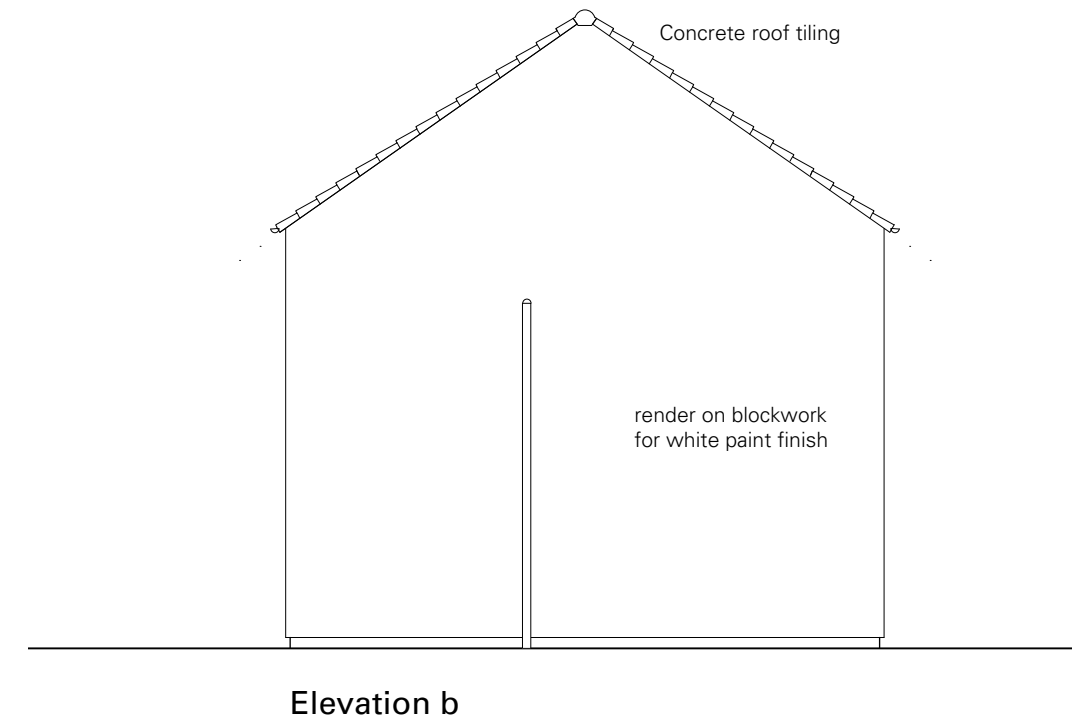 Concrete roof tiling
render on blockwork
for white paint finish
Elevation b